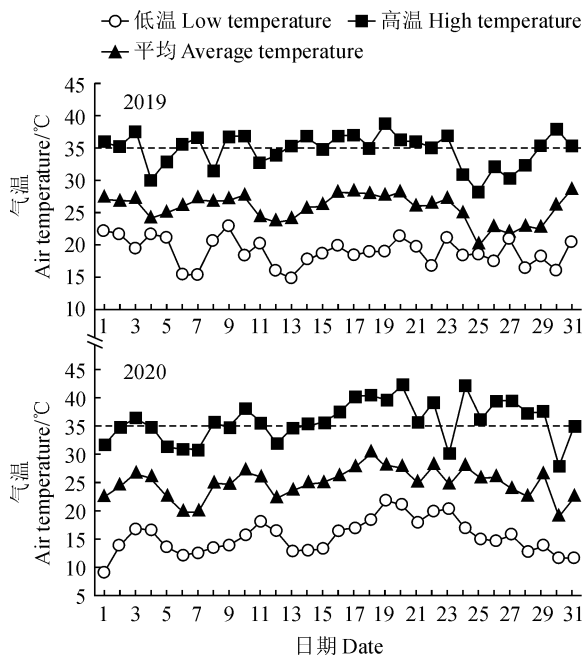 低温 Low temperature 高温 High temperature
平均 Average temperature
45
40
35
30
25
20
15
10
2019
气温
Air temperature/℃
1 3 5 7 9 11 13 15 17 19 21 23 25 27 29 31
45
40
35
30
25
20
15
10
5
2020
气温
Air temperature/℃
1 3 5 7 9 11 13 15 17 19 21 23 25 27 29 31
日期 Date